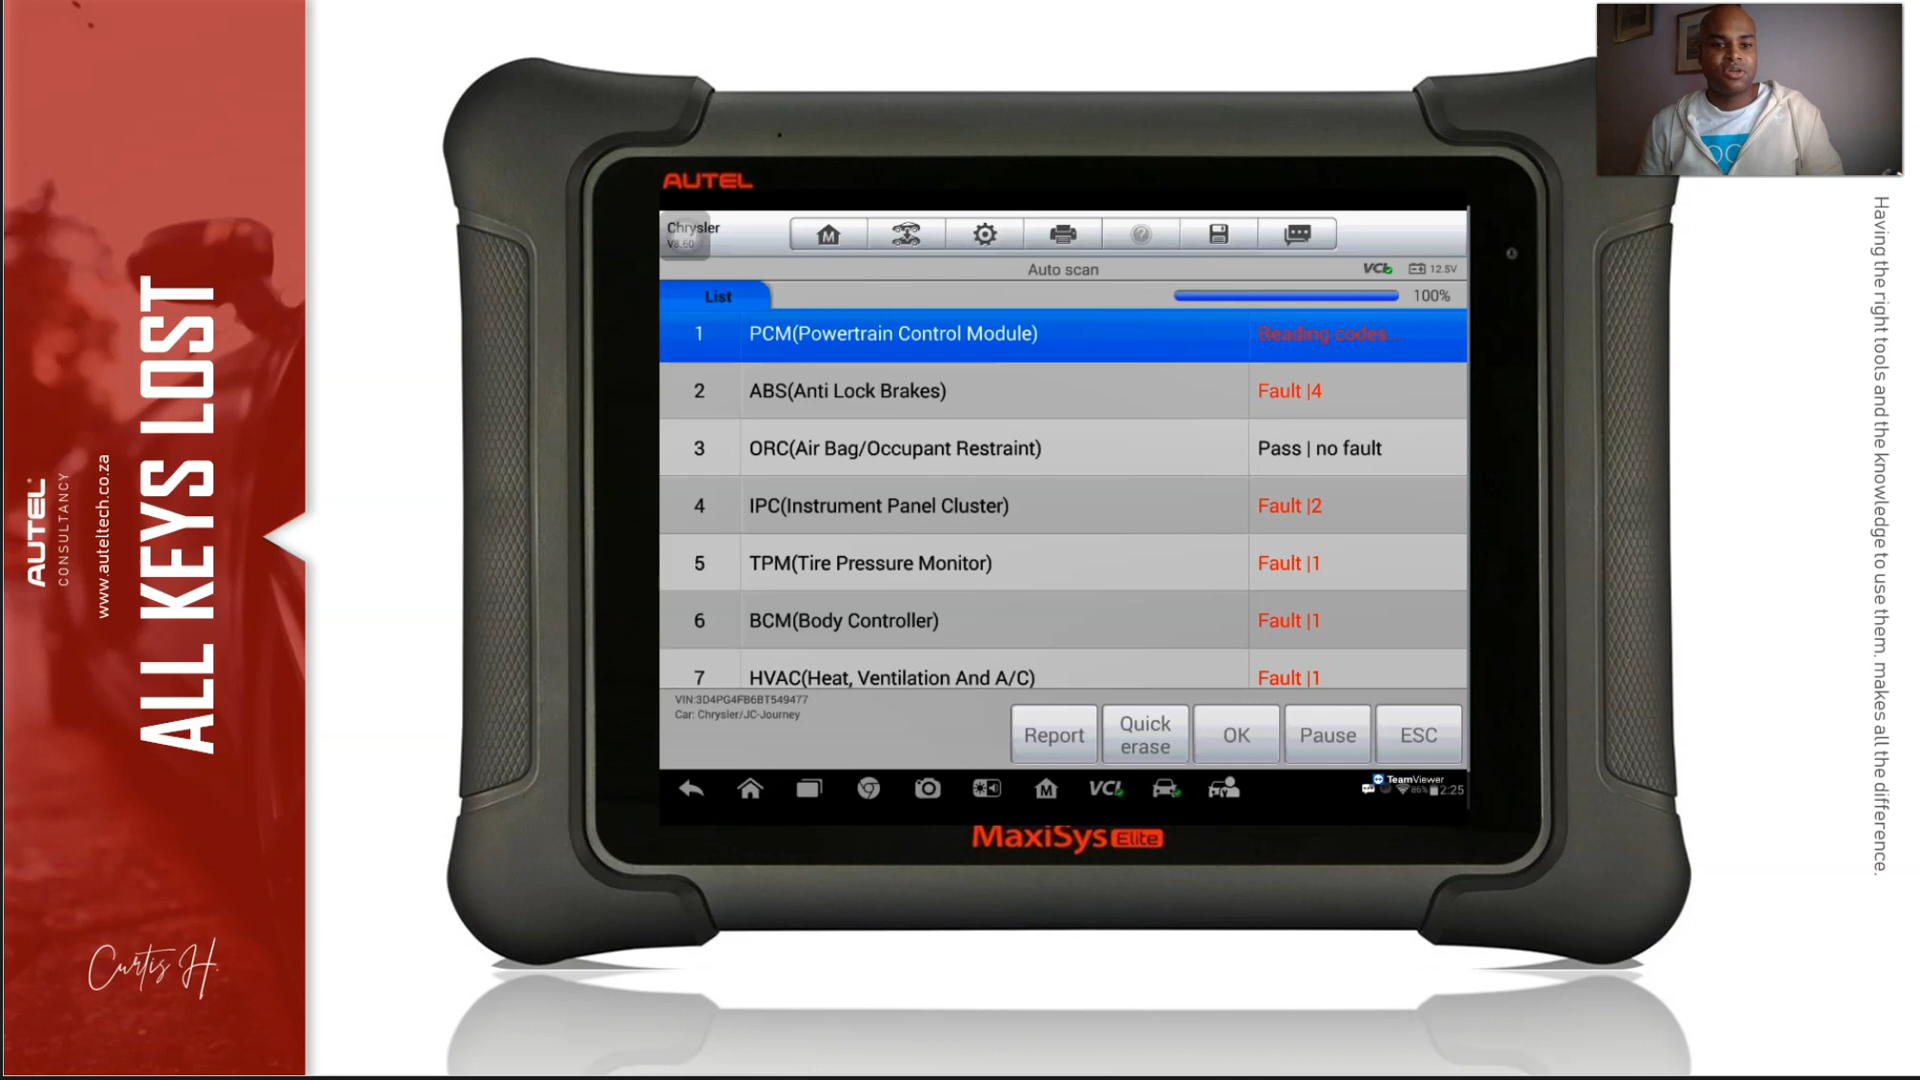 AUTEL
CONSULTANCY
www.auteltech.co.za
ALL KEYS LOST
Curtis H.
AUTEL
Chrysler
V8.60
Auto scan
VCI
12.5V
List
100%
1 PCM(Powertrain Control Module) Reading codes...
2 ABS(Anti Lock Brakes) Fault |4
3 ORC(Air Bag/Occupant Restraint) Pass | no fault
4 IPC(Instrument Panel Cluster) Fault |2
5 TPM(Tire Pressure Monitor) Fault |1
6 BCM(Body Controller) Fault |1
7 HVAC(Heat, Ventilation And A/C) Fault |1
VIN:3D4PG4FB6BT549477
Car: Chrysler/JC-Journey
Report
Quick
erase
OK
Pause
ESC
VCI
TeamViewer
86% 2:25
MaxiSys Elite
Having the right tools and the knowledge to use them. makes all the difference.